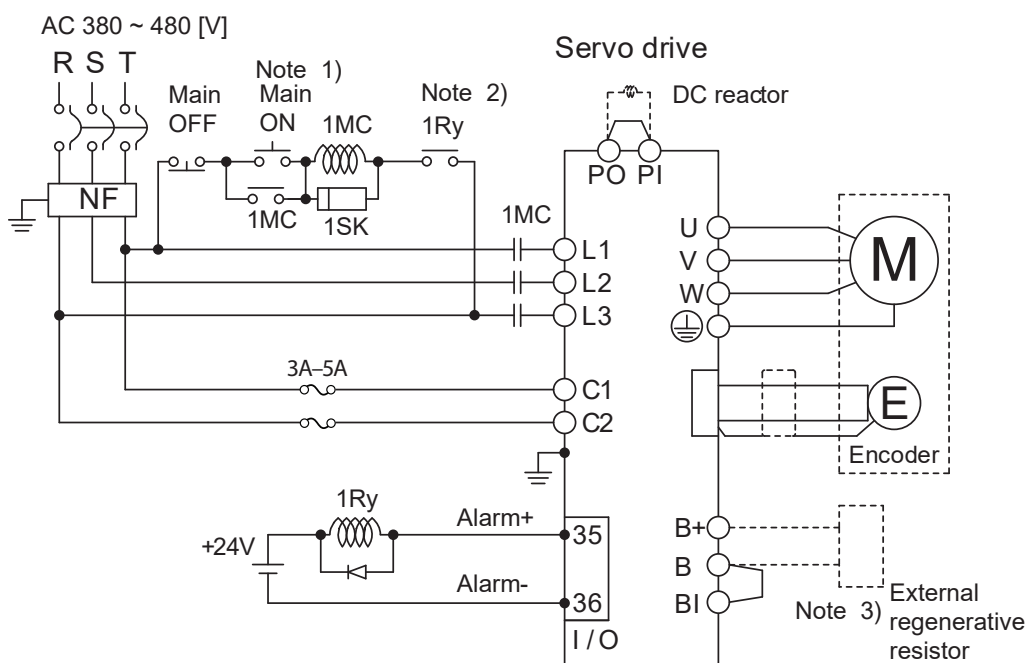 AC 380 ~ 480 [V]
R S T
Servo drive
Note 1)
Main
OFF
Main
ON
1MC
Note 2)
1Ry
DC reactor
PO PI
NF
1MC
1SK
1MC
L1
L2
L3
U
V
W
M
3A–5A
C1
C2
E
Encoder
1Ry
+24V
Alarm+
35
Alarm-
36
I / O
B+
B
BI
Note 3)
External
regenerative
resistor